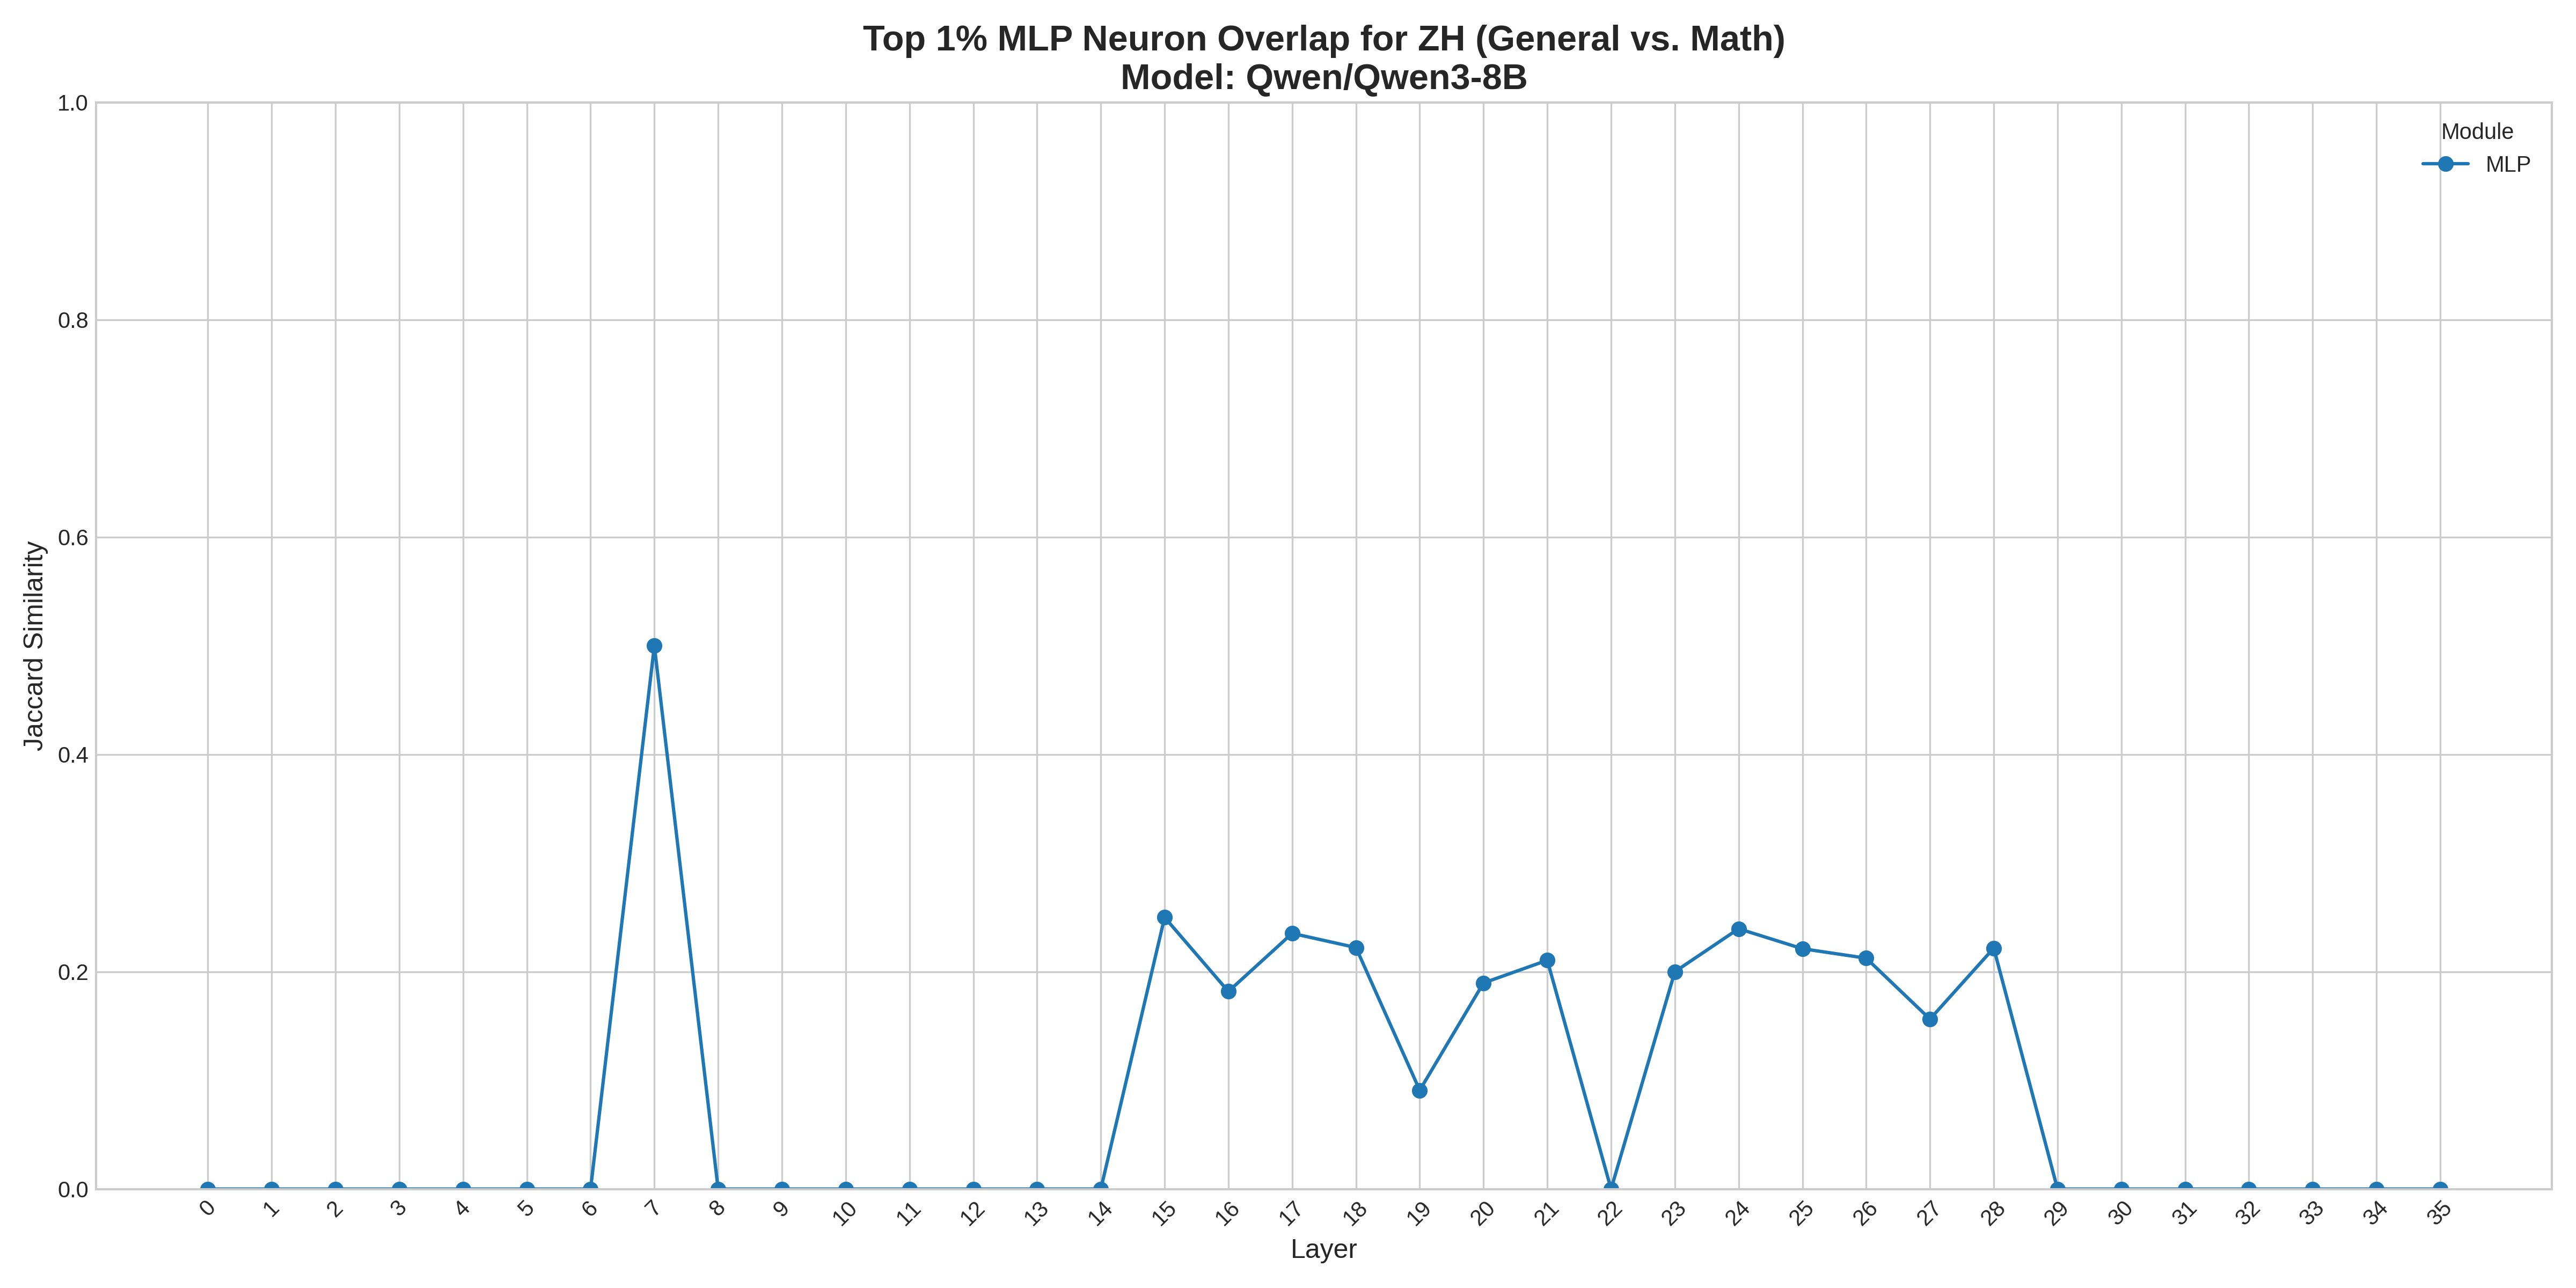 Top 1% MLP Neuron Overlap for ZH (General vs. Math)
Model: Qwen/Qwen3-8B
Module
MLP
Jaccard Similarity
1.0
0.8
0.6
0.4
0.2
0.0
0 1 2 3 4 5 6 7 8 9 10 11 12 13 14 15 16 17 18 19 20 21 22 23 24 25 26 27 28 29 30 31 32 33 34 35
Layer